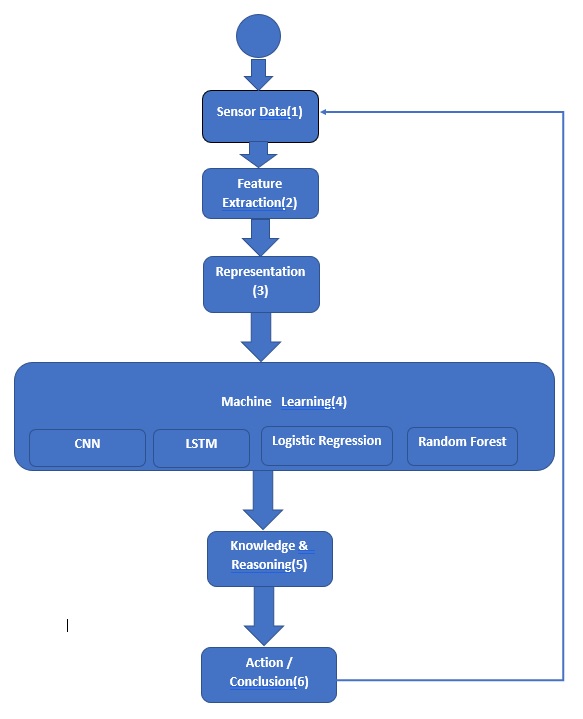 Sensor Data(1)
Feature
Extraction(2)
Representation
(3)
Machine Learning(4)
CNN
LSTM
Logistic Regression
Random Forest
Knowledge &
Reasoning(5)
Action /
Conclusion(6)